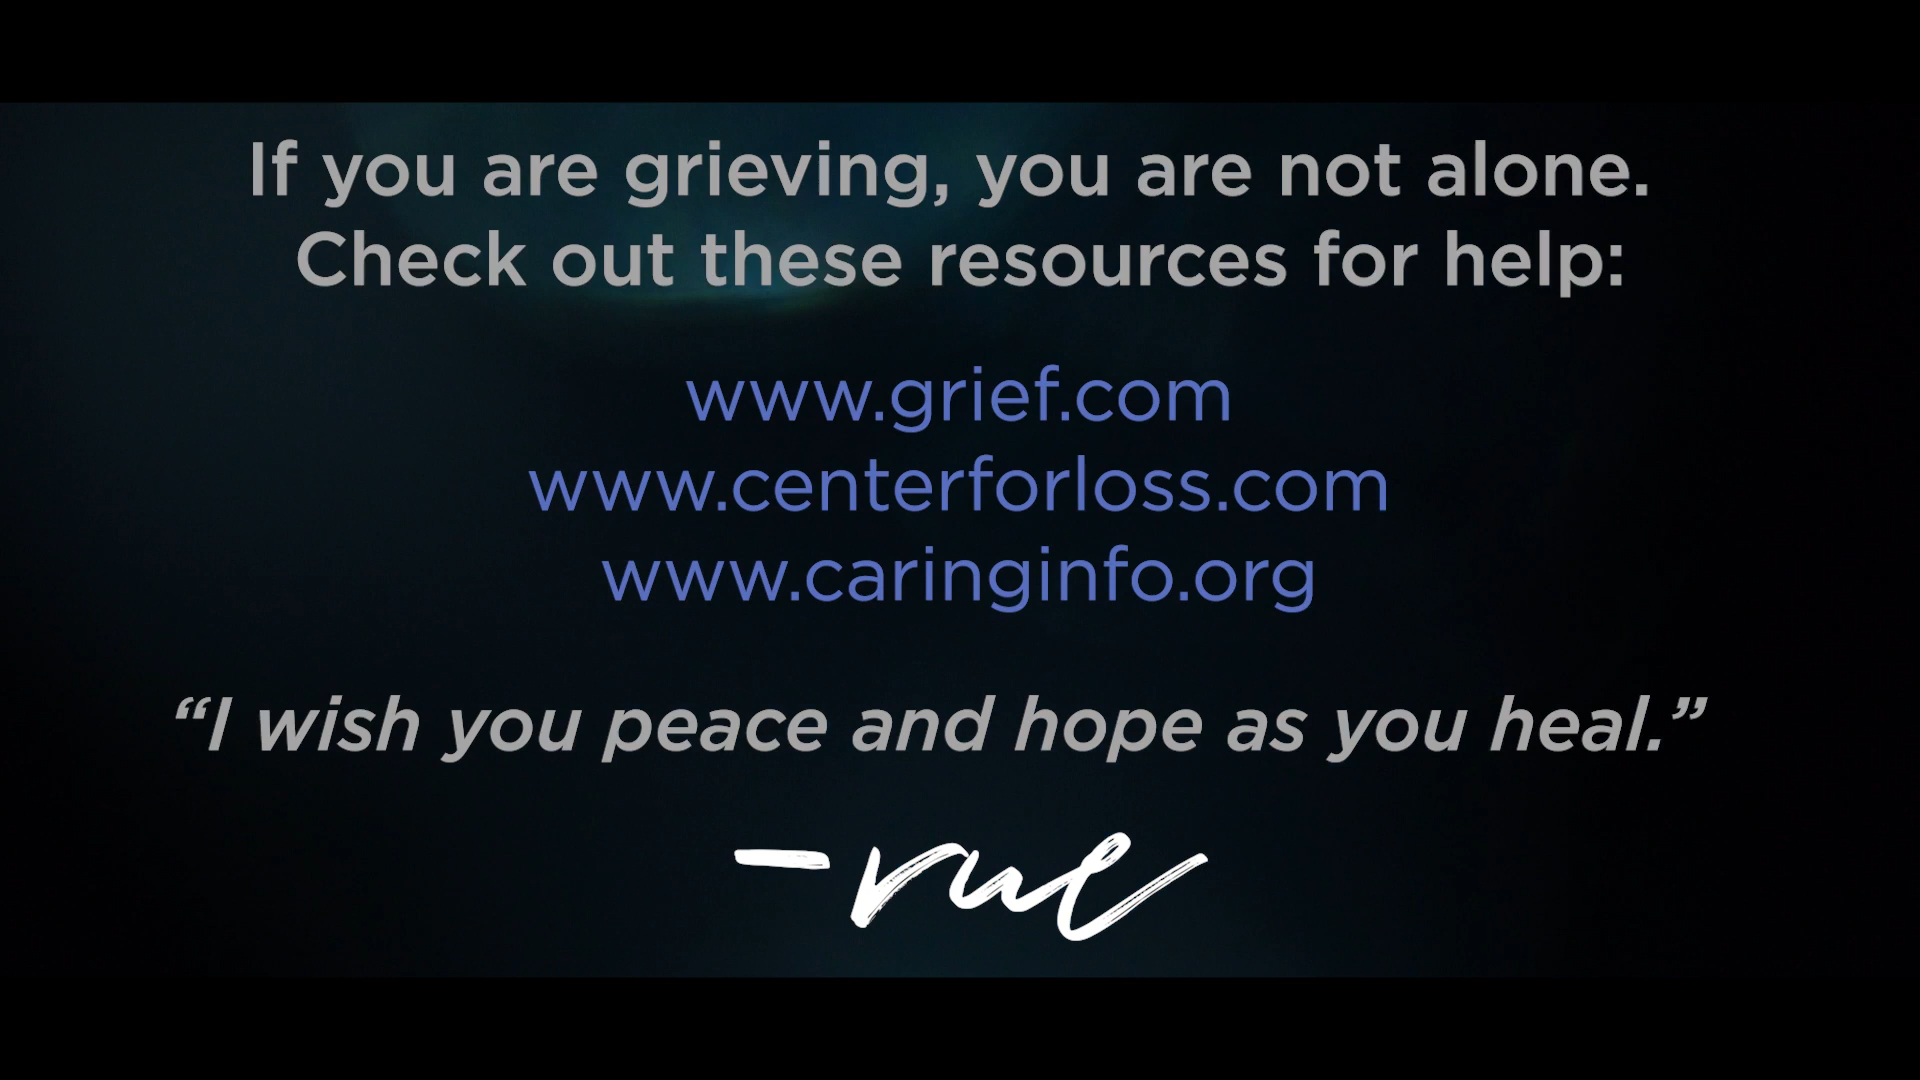 If you are grieving, you are not alone.
Check out these resources for help:
www.grief.com
www.centerforloss.com
www.caringinfo.org
“I wish you peace and hope as you heal.”
–rue